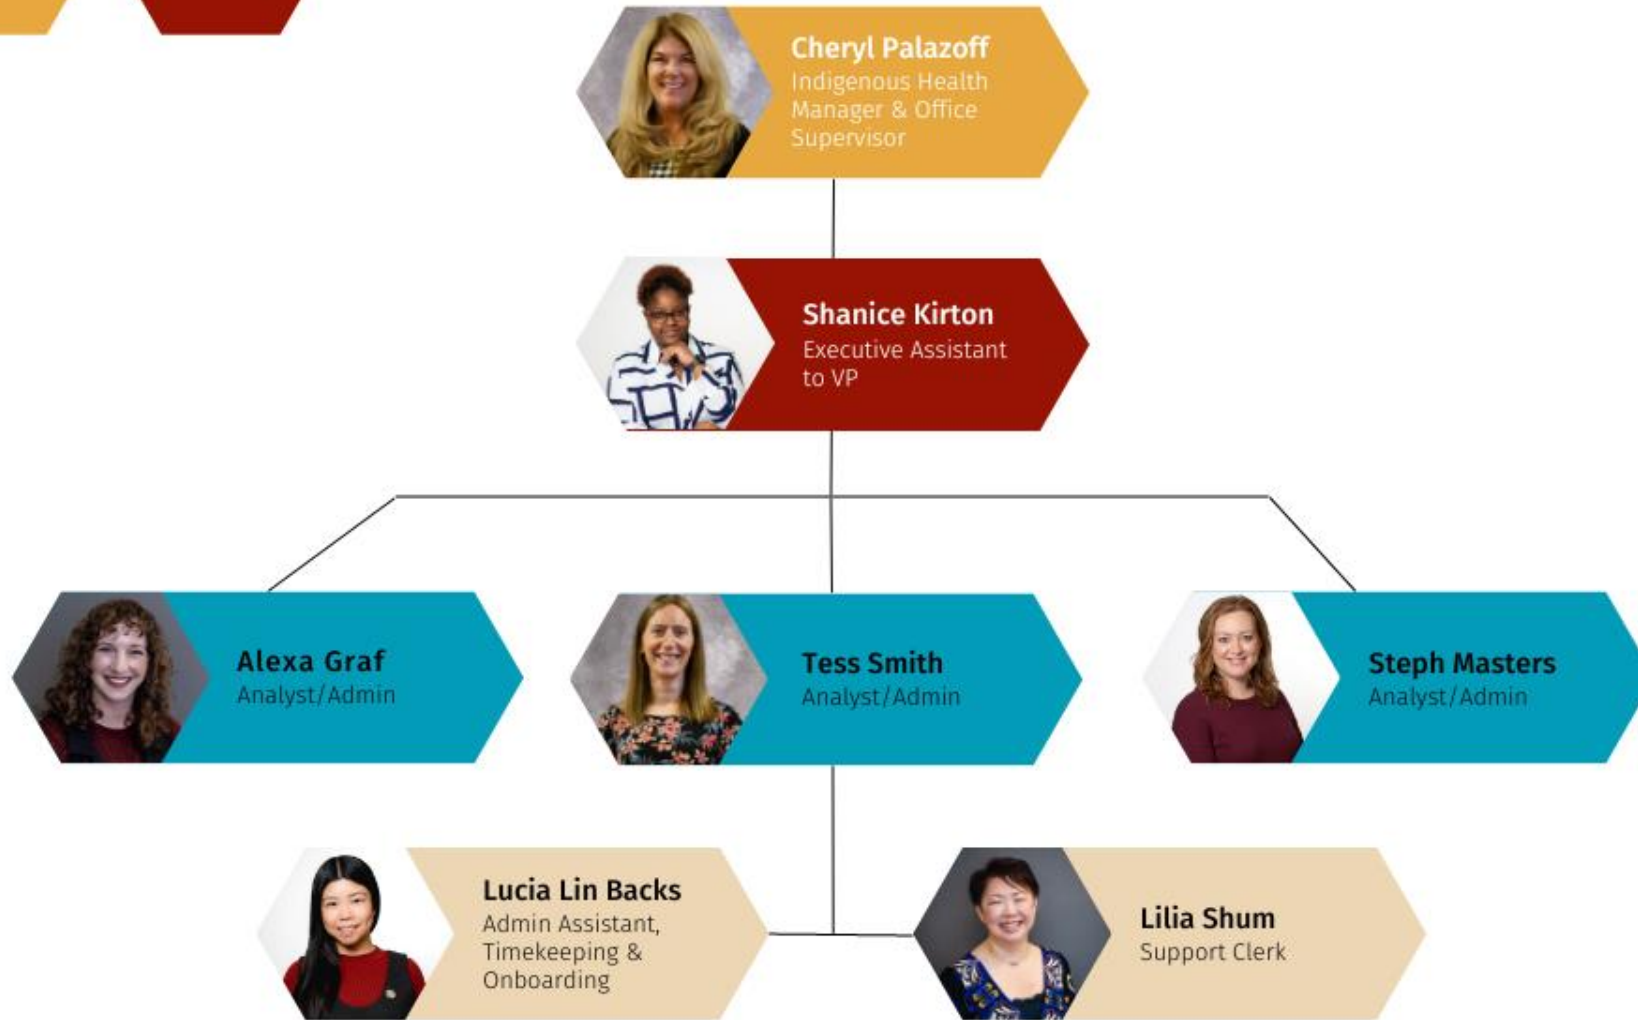 Cheryl Palazoff
Indigenous Health
Manager & Office
Supervisor
Shanice Kirton
Executive Assistant
to VP
Alexa Graf
Analyst/Admin
Tess Smith
Analyst/Admin
Steph Masters
Analyst/Admin
Lucia Lin Backs
Admin Assistant,
Timekeeping &
Onboarding
Lilia Shum
Support Clerk